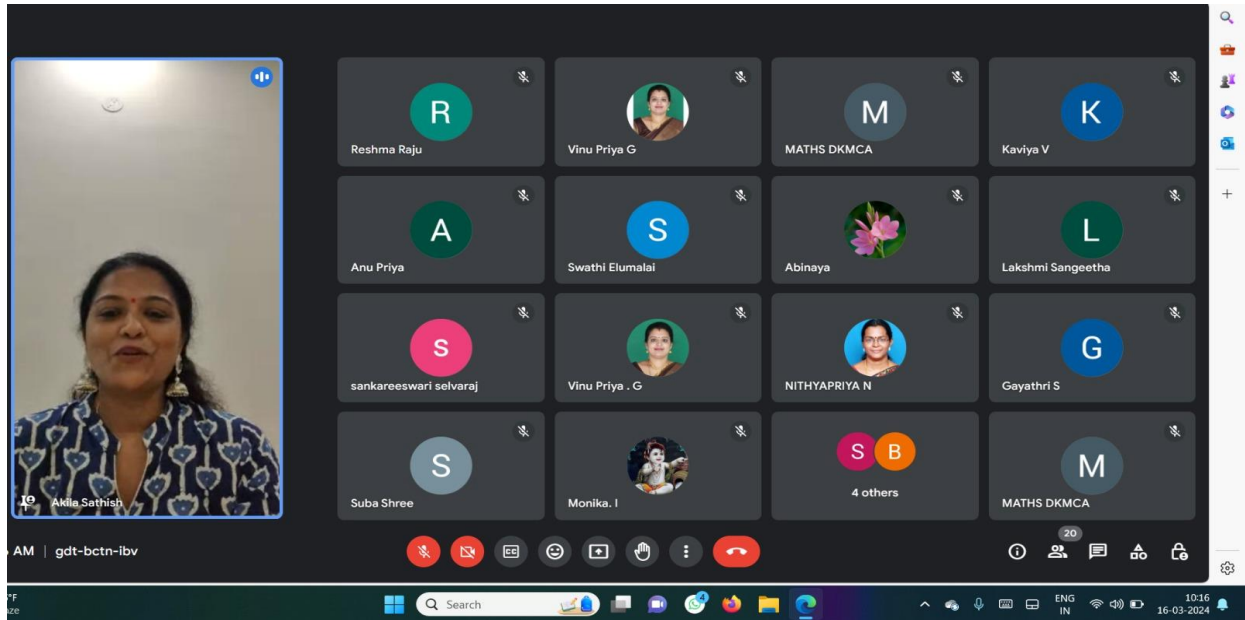 R
Reshma Raju
Vinu Priya G
M
MATHS DKMCA
K
Kaviya V
A
Anu Priya
S
Swathi Elumalai
Abinaya
L
Lakshmi Sangeetha
s
sankareeswari selvaraj
Vinu Priya . G
NITHYAPRIYA N
G
Gayathri S
S
Suba Shree
Monika. I
S B
4 others
M
MATHS DKMCA
Akila Sathish
AM | gdt-bctn-ibv
CC
20
°F
Search
4
ENG
IN
10:16
16-03-2024